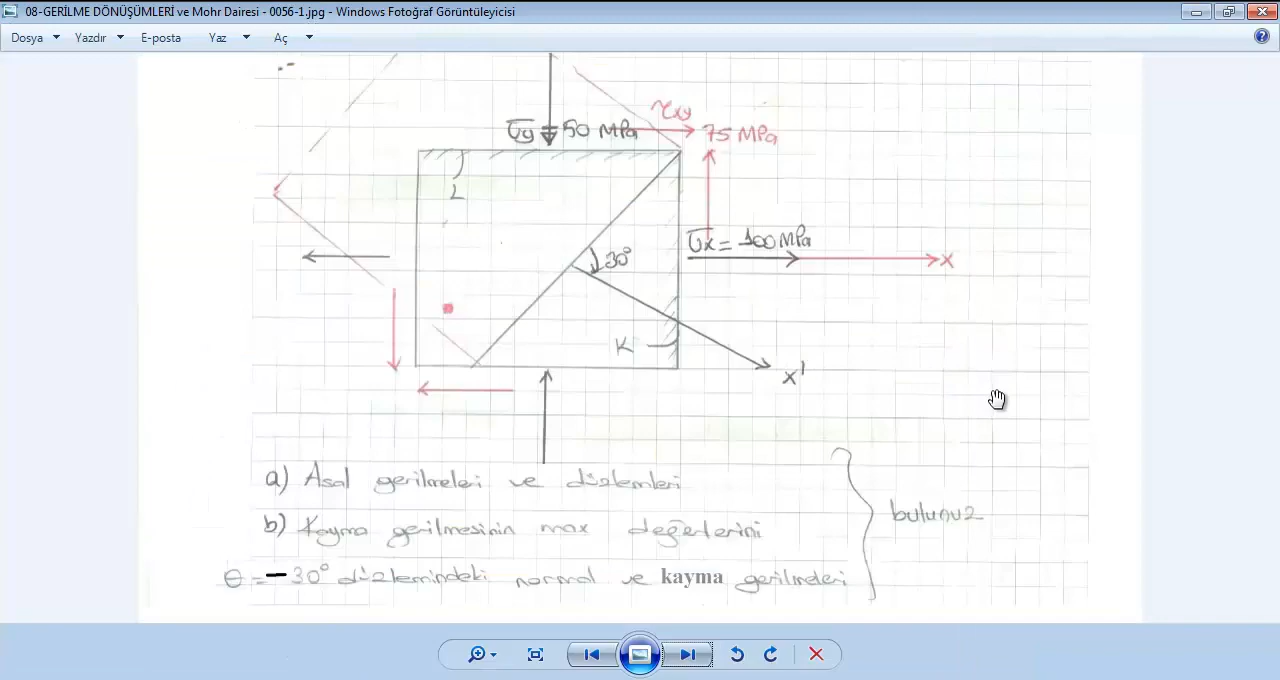 08-GERİLME DÖNÜŞÜMLERİ ve Mohr Dairesi - 0056-1.jpg - Windows Fotoğraf Görüntüleyicisi
Dosya Yazdır E-posta Yaz Aç
τxy
σy = 50 MPa
75 MPa
L
σx = 100 MPa
30°
x
K
x'
a) Asal gerilmeleri ve düzlemleri
b) Kayma gerilmesinin max değerlerini
bulunuz
θ = -30° düzlemindeki normal ve kayma gerilmeleri